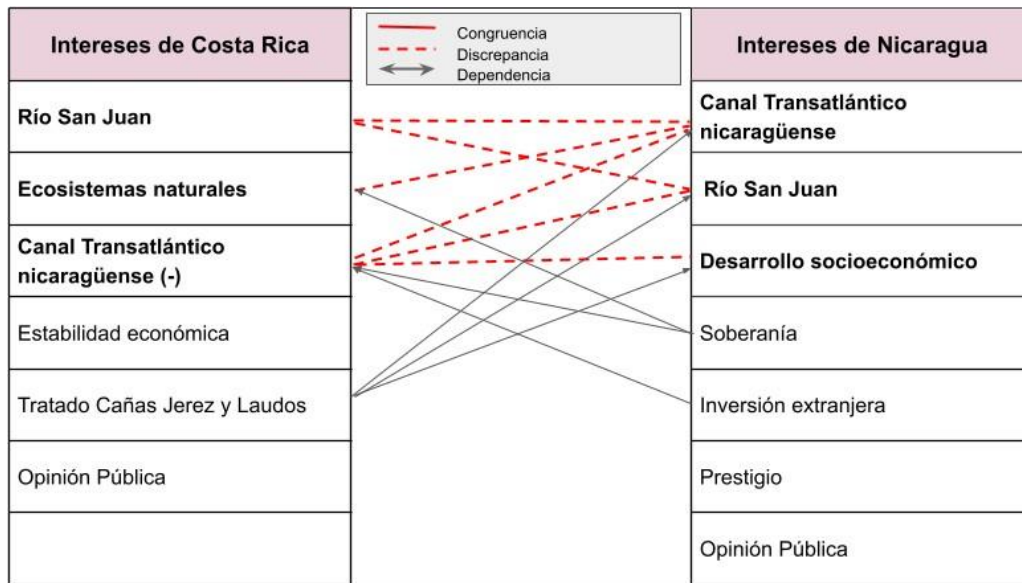 Intereses de Costa Rica
Río San Juan
Ecosistemas naturales
Canal Transatlántico
nicaragüense (-)
Estabilidad económica
Tratado Cañas Jerez y Laudos
Opinión Pública
Congruencia
Discrepancia
Dependencia
Intereses de Nicaragua
Canal Transatlántico
nicaragüense
Río San Juan
Desarrollo socioeconómico
Soberanía
Inversión extranjera
Prestigio
Opinión Pública